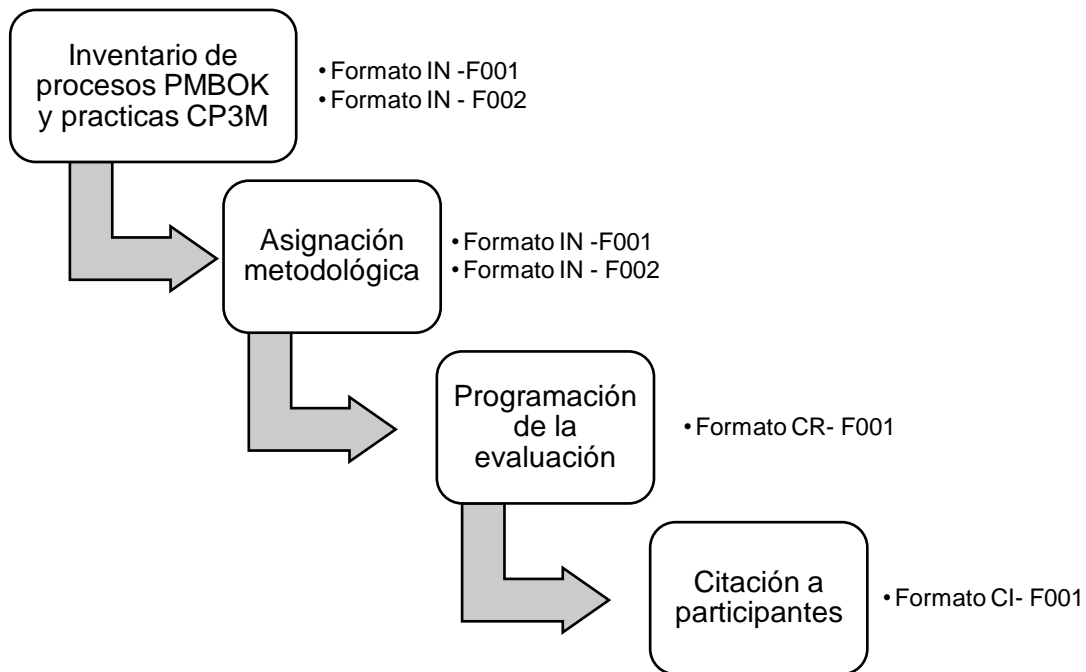 Inventario de
procesos PMBOK
y practicas CP3M
• Formato IN -F001
• Formato IN - F002
Asignación
metodológica
• Formato IN -F001
• Formato IN - F002
Programación
de la
evaluación
• Formato CR- F001
Citación a
participantes
• Formato CI- F001